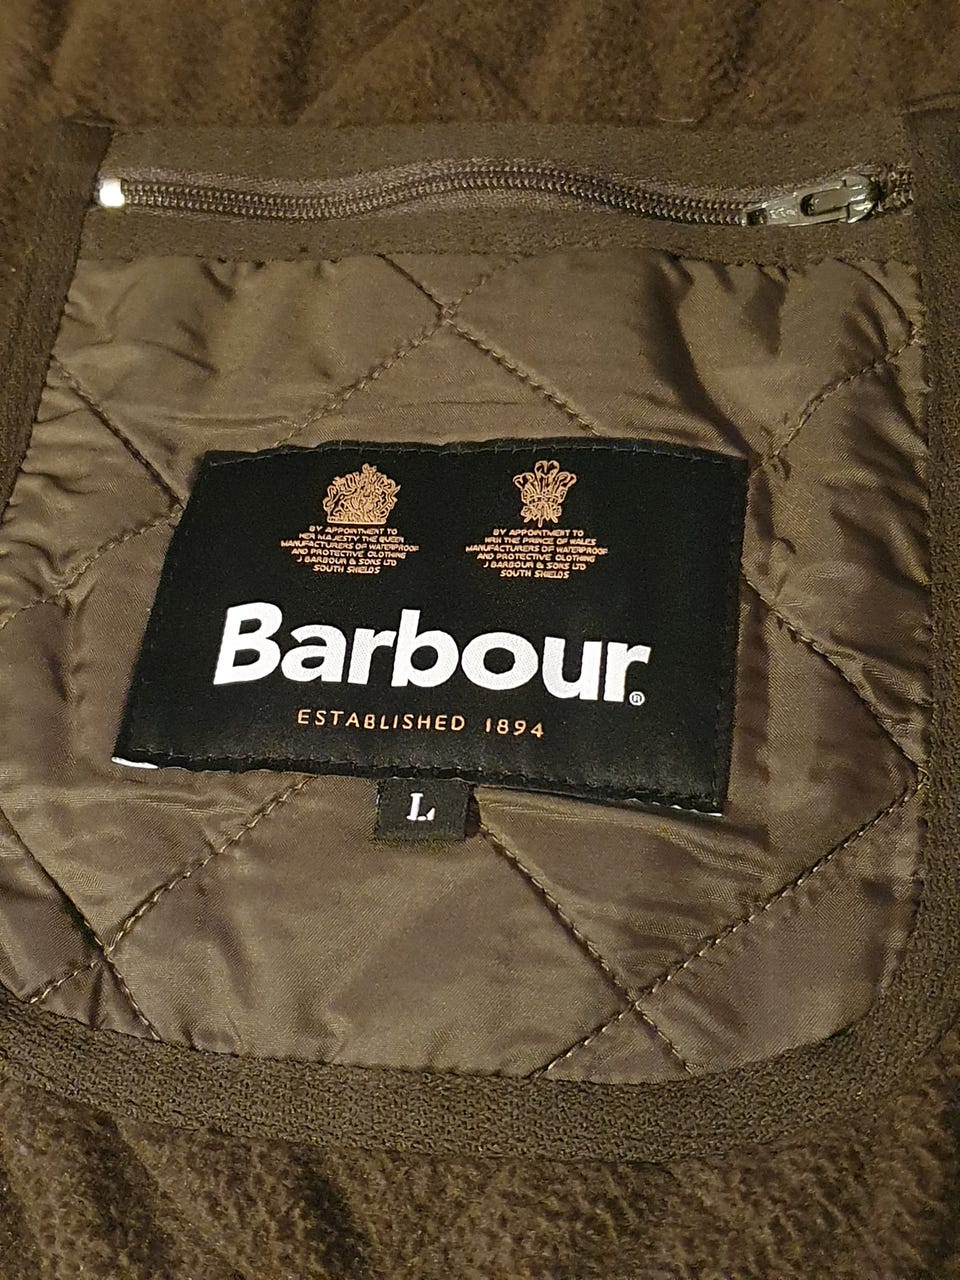 BY APPOINTMENT TO
HER MAJESTY THE QUEEN
MANUFACTURERS OF WATERPROOF
AND PROTECTIVE CLOTHING
J BARBOUR & SONS LTD
SOUTH SHIELDS
BY APPOINTMENT TO
HRH THE PRINCE OF WALES
MANUFACTURERS OF WATERPROOF
AND PROTECTIVE CLOTHING
J BARBOUR & SONS LTD
SOUTH SHIELDS
Barbour®
ESTABLISHED 1894
L